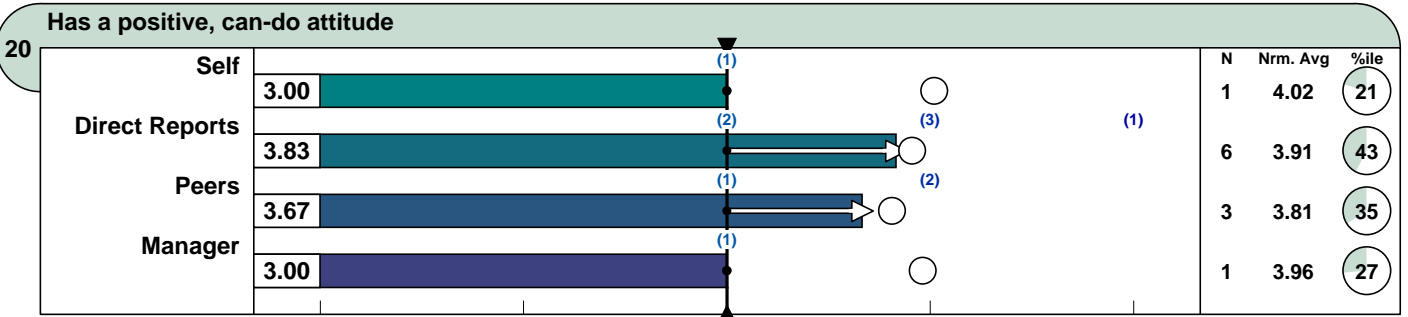 Has a positive, can-do attitude
20
N Nrm. Avg %ile
Self (1)
3.00 1 4.02 21
Direct Reports (2) (3) (1)
3.83 6 3.91 43
Peers (1) (2)
3.67 3 3.81 35
Manager (1)
3.00 1 3.96 27